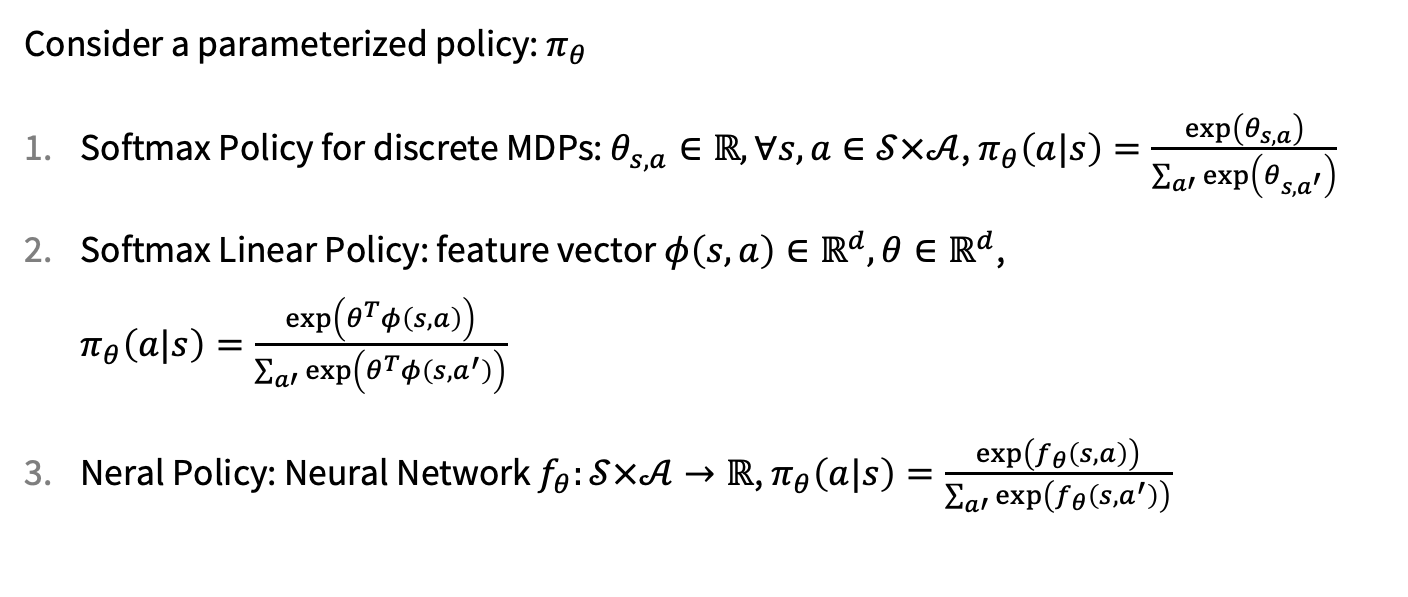 Consider a parameterized policy: π_θ
1. Softmax Policy for discrete MDPs: θ_{s,a} ∈ ℝ, ∀s, a ∈ 𝒮×𝒜, π_θ(a|s) = exp(θ_{s,a}) / Σ_{a′} exp(θ_{s,a′})
2. Softmax Linear Policy: feature vector ϕ(s, a) ∈ ℝ^d, θ ∈ ℝ^d,
π_θ(a|s) = exp(θ^T ϕ(s,a)) / Σ_{a′} exp(θ^T ϕ(s,a′))
3. Neral Policy: Neural Network f_θ: 𝒮×𝒜 → ℝ, π_θ(a|s) = exp(f_θ(s,a)) / Σ_{a′} exp(f_θ(s,a′))